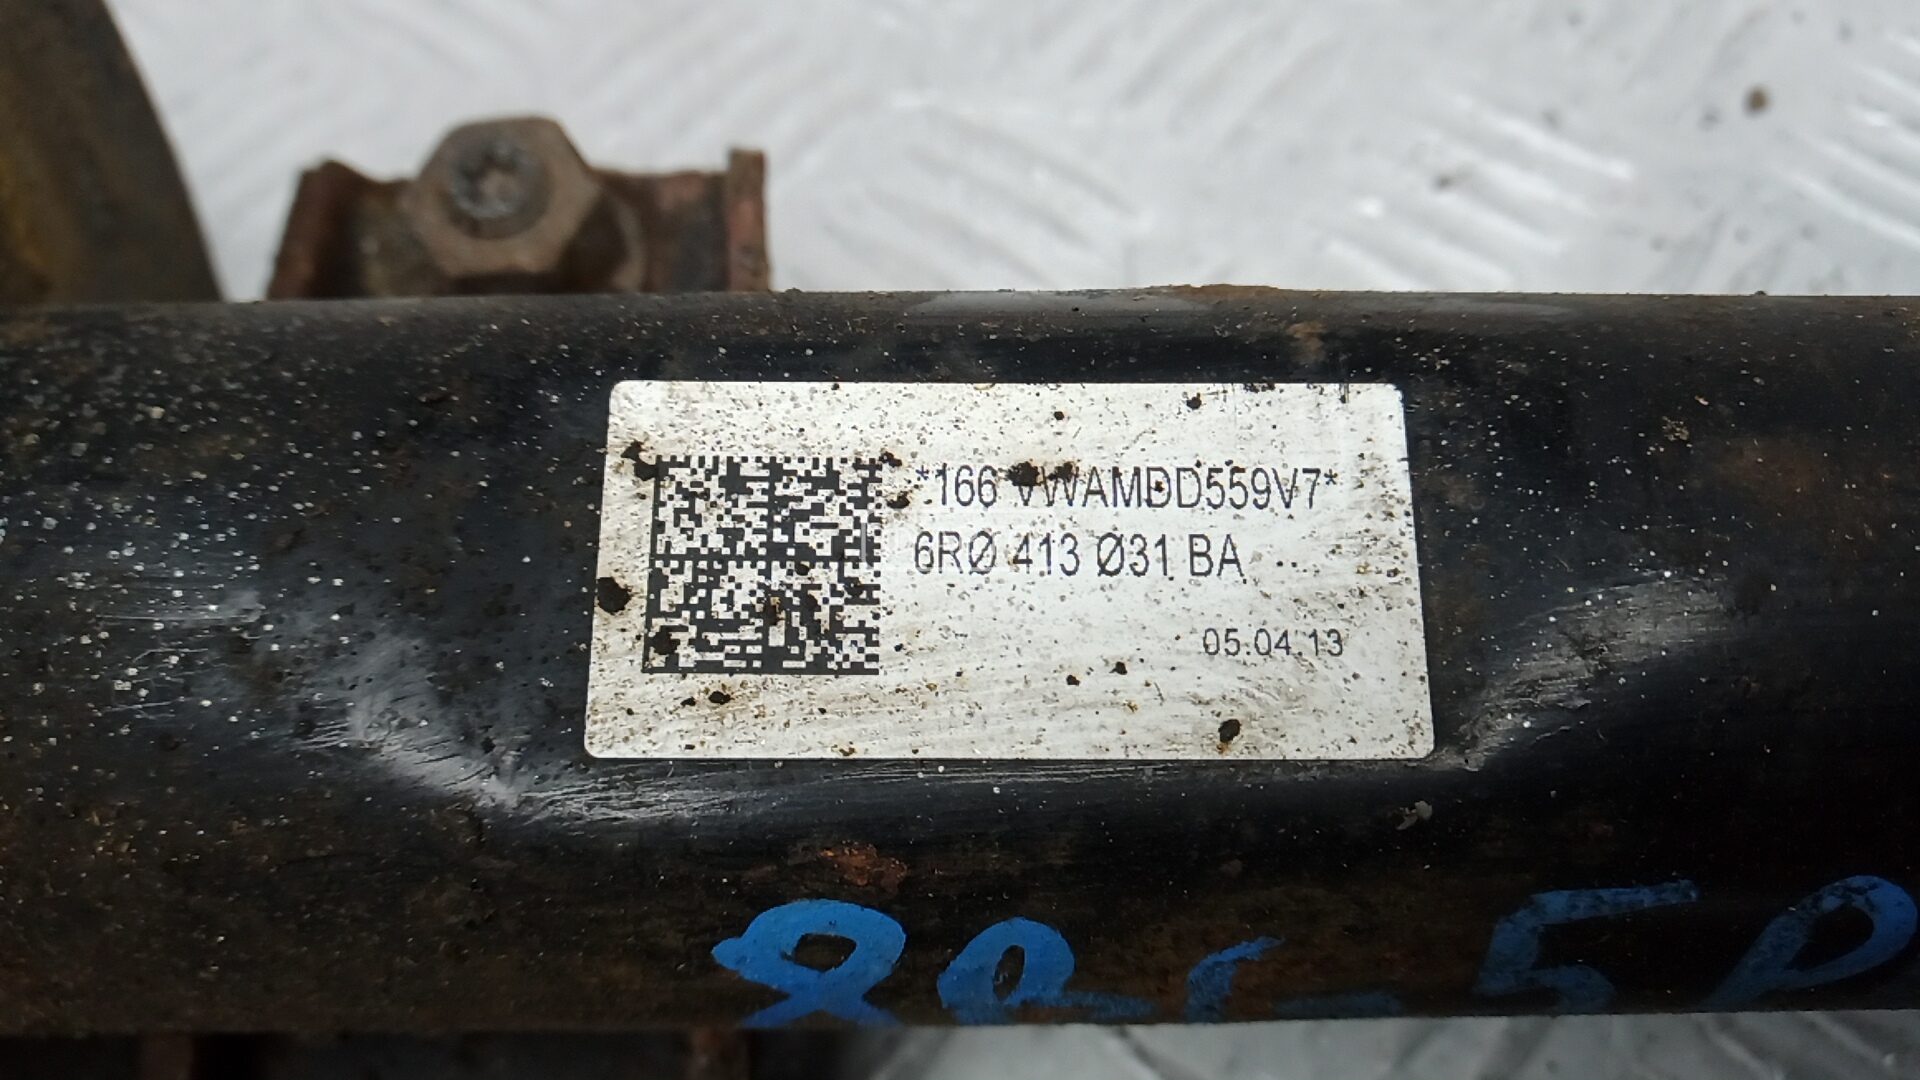 *166 VWAMDD559V7*
6RØ 413 Ø31 BA
05.04.13